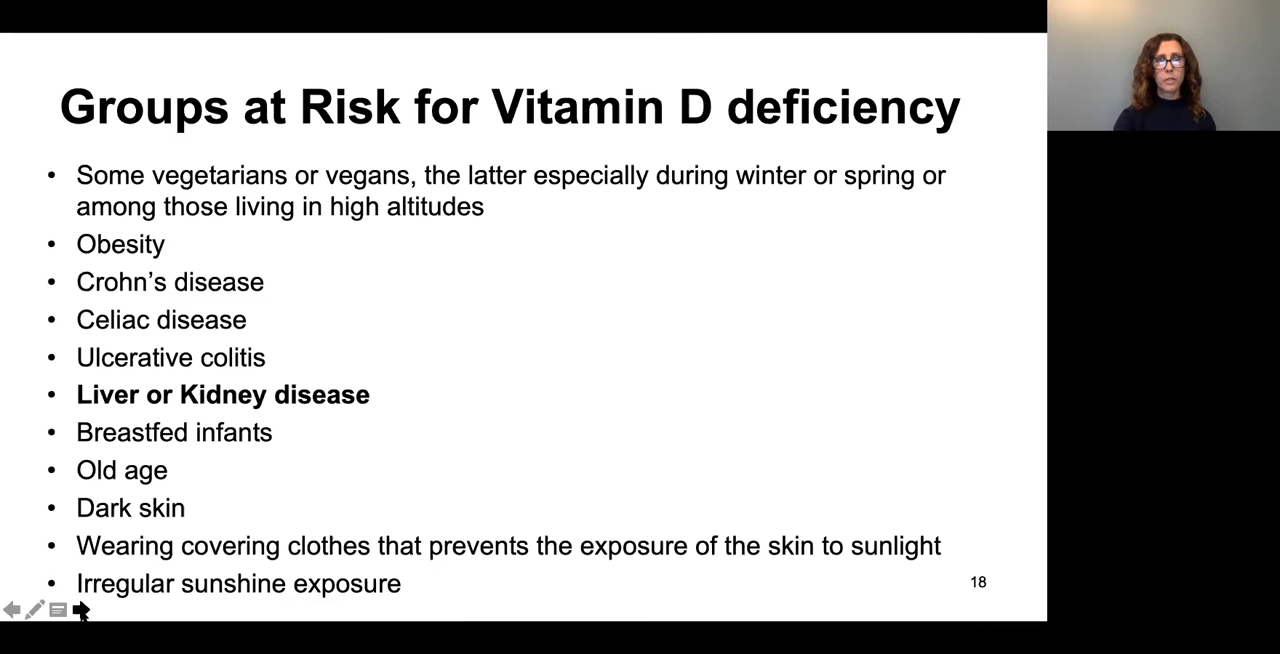 Groups at Risk for Vitamin D deficiency
• Some vegetarians or vegans, the latter especially during winter or spring or
among those living in high altitudes
• Obesity
• Crohn’s disease
• Celiac disease
• Ulcerative colitis
• Liver or Kidney disease
• Breastfed infants
• Old age
• Dark skin
• Wearing covering clothes that prevents the exposure of the skin to sunlight
• Irregular sunshine exposure
18